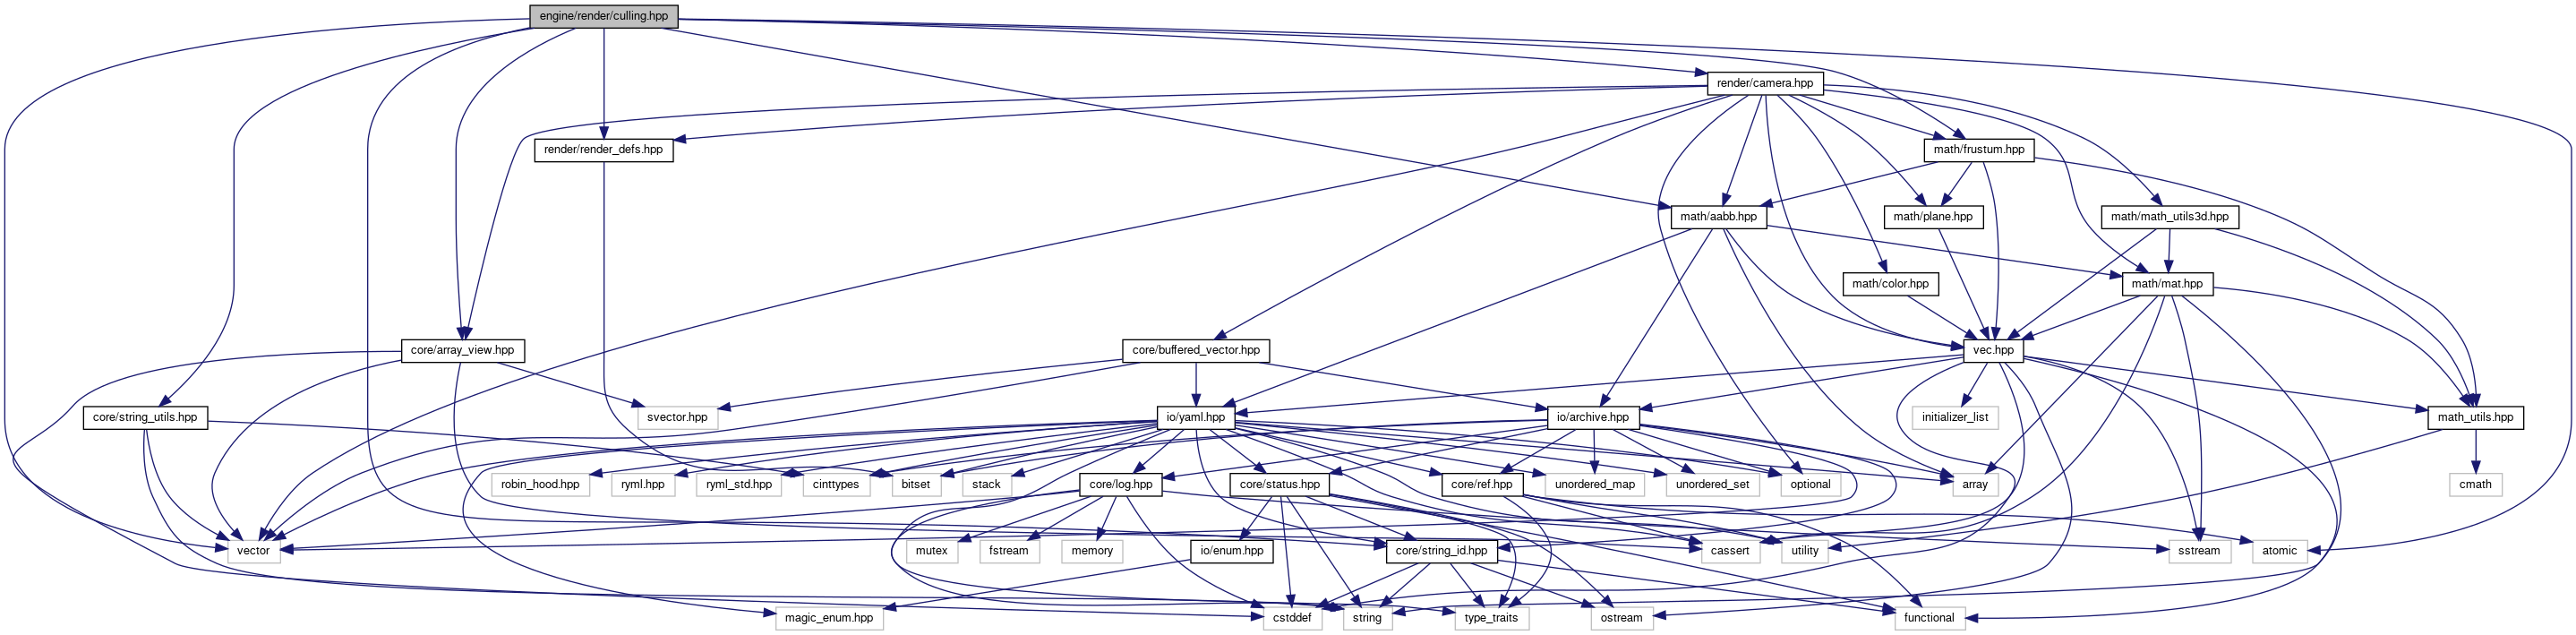 engine/render/culling.hpp
render/camera.hpp
render/render_defs.hpp
math/frustum.hpp
math/aabb.hpp
math/plane.hpp
math/math_utils3d.hpp
math/color.hpp
math/mat.hpp
core/array_view.hpp
core/buffered_vector.hpp
vec.hpp
core/string_utils.hpp
svector.hpp
io/yaml.hpp
io/archive.hpp
initializer_list
math_utils.hpp
robin_hood.hpp
ryml.hpp
ryml_std.hpp
cinttypes
bitset
stack
core/log.hpp
core/status.hpp
core/ref.hpp
unordered_map
unordered_set
optional
array
cmath
vector
mutex
fstream
memory
io/enum.hpp
core/string_id.hpp
cassert
utility
sstream
atomic
magic_enum.hpp
cstddef
string
type_traits
ostream
functional